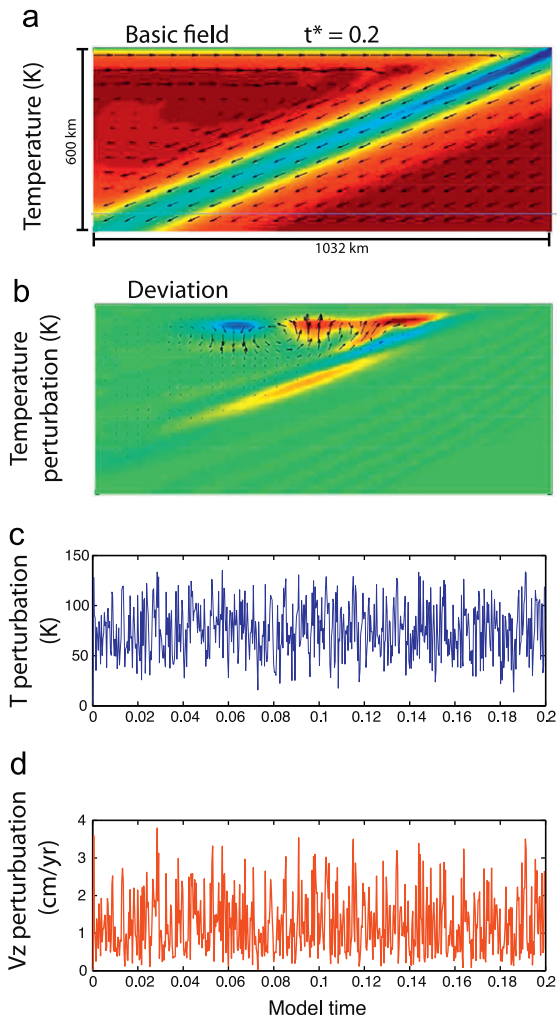 a
Basic field t* = 0.2
Temperature (K)
600 km
1032 km
b
Deviation
Temperature
perturbation (K)
c
T perturbation
(K)
150
100
50
0
0 0.02 0.04 0.06 0.08 0.1 0.12 0.14 0.16 0.18 0.2
d
Vz perturbuation
(cm/yr)
4
3
2
1
0
0 0.02 0.04 0.06 0.08 0.1 0.12 0.14 0.16 0.18 0.2
Model time